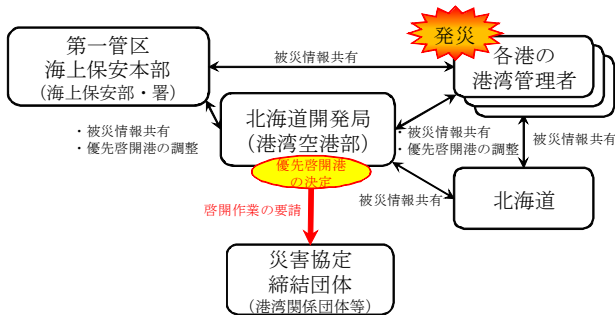 発災
第一管区
海上保安本部
(海上保安部・署)
被災情報共有
各港の
港湾管理者
・被災情報共有
・優先啓開港の調整
北海道開発局
(港湾空港部)
・被災情報共有
・優先啓開港の調整
被災情報共有
優先啓開港
の決定
被災情報共有
北海道
啓開作業の要請
災害協定
締結団体
(港湾関係団体等)